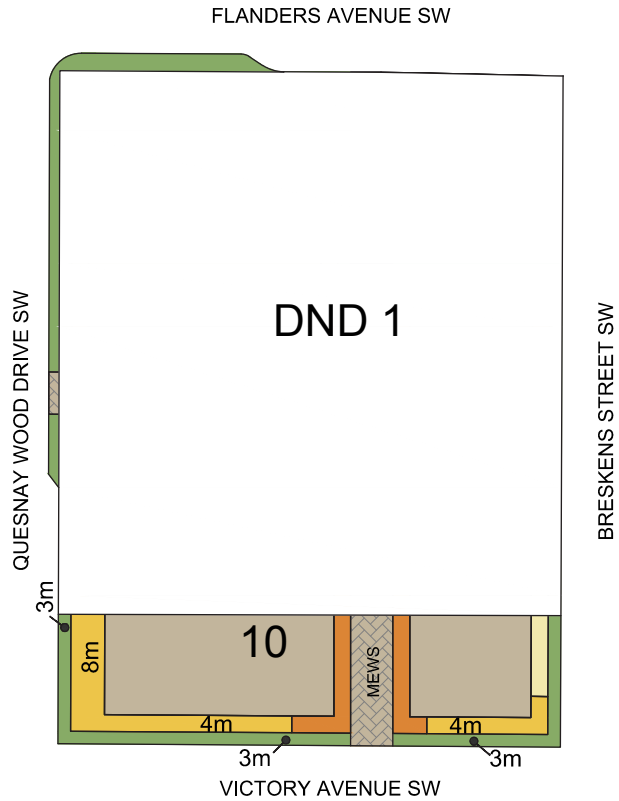 FLANDERS AVENUE SW
DND 1
QUESNAY WOOD DRIVE SW
BRESKENS STREET SW
3m
10
8m
MEWS
4m
4m
3m
3m
VICTORY AVENUE SW